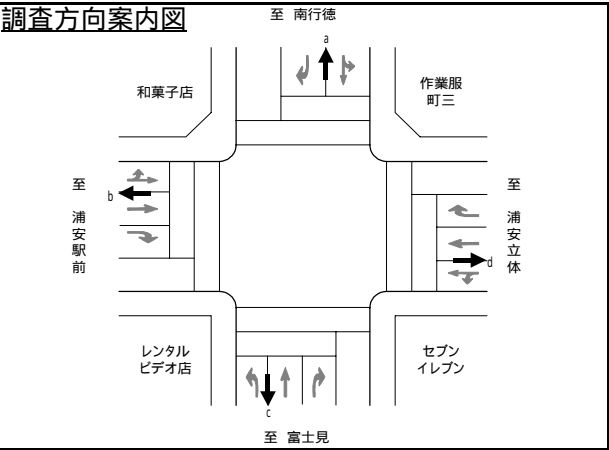 調査方向案内図
至 南行徳
a
和菓子店
作業服
町三
至 浦安駅前
b
至 浦安立体
d
レンタル
ビデオ店
セブン
イレブン
c
至 富士見